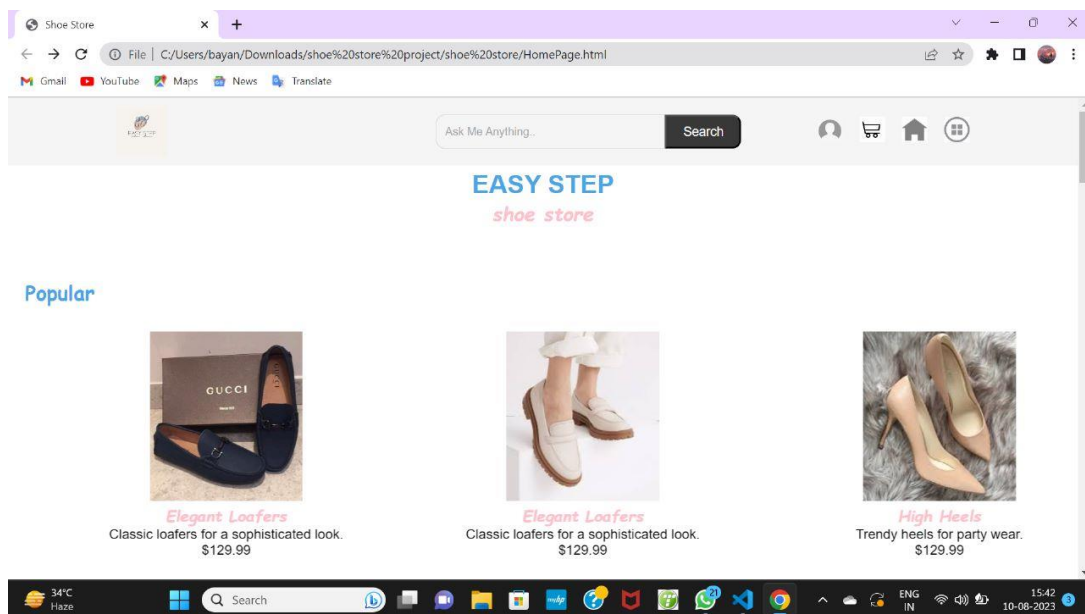 Shoe Store
File | C:/Users/bayan/Downloads/shoe%20store%20project/shoe%20store/HomePage.html
Gmail YouTube Maps News Translate
EASY STEP
Ask Me Anything.. Search
EASY STEP
shoe store
Popular
GUCCI
Elegant Loafers Elegant Loafers High Heels
Classic loafers for a sophisticated look. Classic loafers for a sophisticated look. Trendy heels for party wear.
$129.99 $129.99 $129.99
34°C
Haze
Search
ENG
IN
15:42
10-08-2023
3